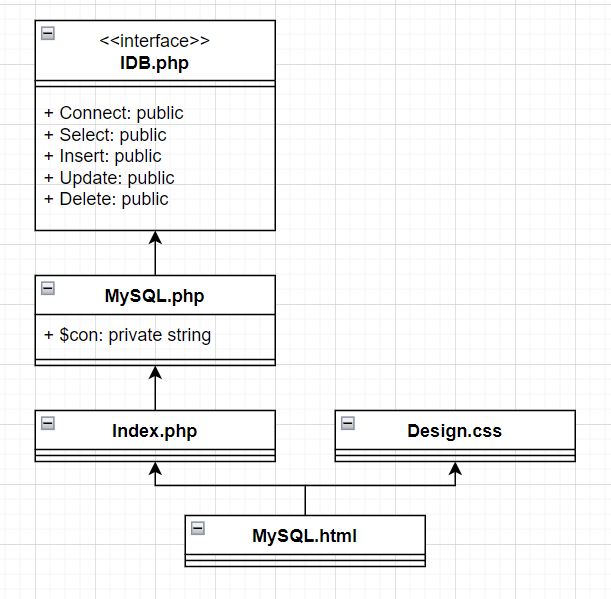 <<interface>>
IDB.php
+ Connect: public
+ Select: public
+ Insert: public
+ Update: public
+ Delete: public
MySQL.php
+ $con: private string
Index.php
Design.css
MySQL.html